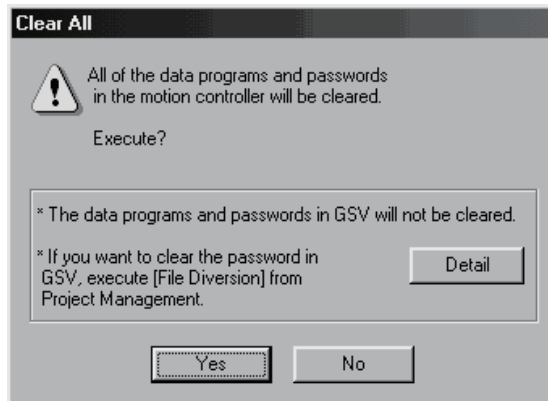 Clear All
All of the data programs and passwords
in the motion controller will be cleared.
Execute?
* The data programs and passwords in GSV will not be cleared.
* If you want to clear the password in
GSV, execute [File Diversion] from
Project Management.
Detail
Yes
No